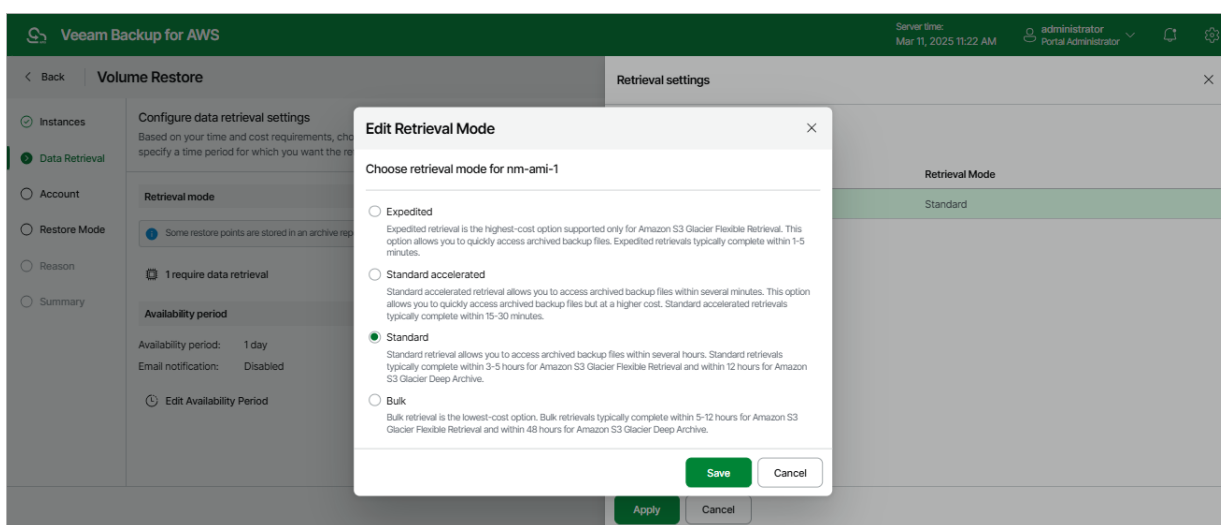 Veeam Backup for AWS
Server time:
Mar 11, 2025 11:22 AM
administrator
Portal Administrator
Back
Volume Restore
Retrieval settings
Instances
Data Retrieval
Account
Restore Mode
Reason
Summary
Configure data retrieval settings
Based on your time and cost requirements, cho
specify a time period for which you want the re
Retrieval mode
Some restore points are stored in an archive rep
1 require data retrieval
Availability period
Availability period: 1 day
Email notification: Disabled
Edit Availability Period
Edit Retrieval Mode
Choose retrieval mode for nm-ami-1
Expedited
Expedited retrieval is the highest-cost option supported only for Amazon S3 Glacier Flexible Retrieval. This
option allows you to quickly access archived backup files. Expedited retrievals typically complete within 1-5
minutes.
Standard accelerated
Standard accelerated retrieval allows you to access archived backup files within several minutes. This option
allows you to quickly access archived backup files but at a higher cost. Standard accelerated retrievals
typically complete within 15-30 minutes.
Standard
Standard retrieval allows you to access archived backup files within several hours. Standard retrievals
typically complete within 3-5 hours for Amazon S3 Glacier Flexible Retrieval and within 12 hours for Amazon
S3 Glacier Deep Archive.
Bulk
Bulk retrieval is the lowest-cost option. Bulk retrievals typically complete within 5-12 hours for Amazon S3
Glacier Flexible Retrieval and within 48 hours for Amazon S3 Glacier Deep Archive.
Save
Cancel
Retrieval Mode
Standard
Apply
Cancel